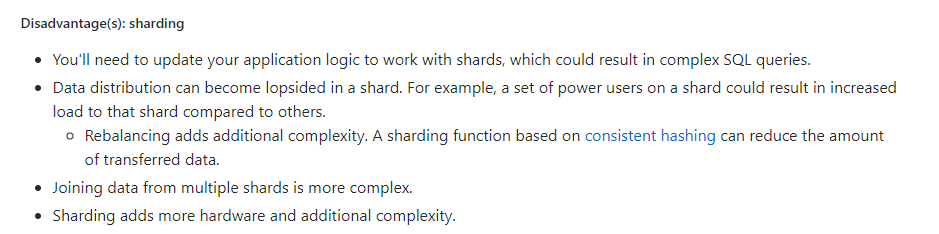 Disadvantage(s): sharding
• You'll need to update your application logic to work with shards, which could result in complex SQL queries.
• Data distribution can become lopsided in a shard. For example, a set of power users on a shard could result in increased
load to that shard compared to others.
◦ Rebalancing adds additional complexity. A sharding function based on consistent hashing can reduce the amount
of transferred data.
• Joining data from multiple shards is more complex.
• Sharding adds more hardware and additional complexity.